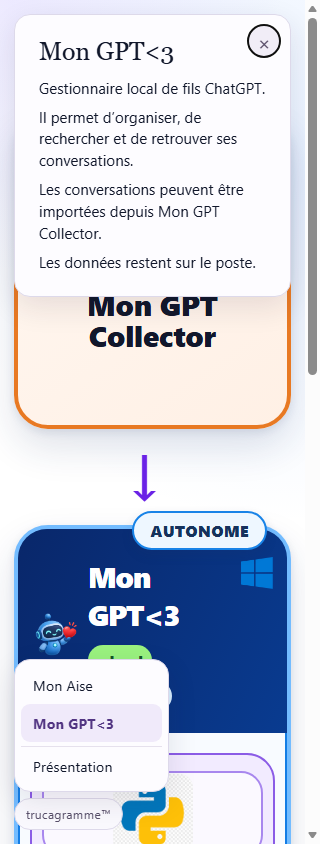 Mon GPT<3
×
Gestionnaire local de fils ChatGPT.
Il permet d’organiser, de
rechercher et de retrouver ses
conversations.
Les conversations peuvent être
importées depuis Mon GPT
Collector.
Les données restent sur le poste.
Mon GPT
Collector
↓
AUTONOME
Mon
GPT<3
Mon Aise
Mon GPT<3
Présentation
trucagramme™